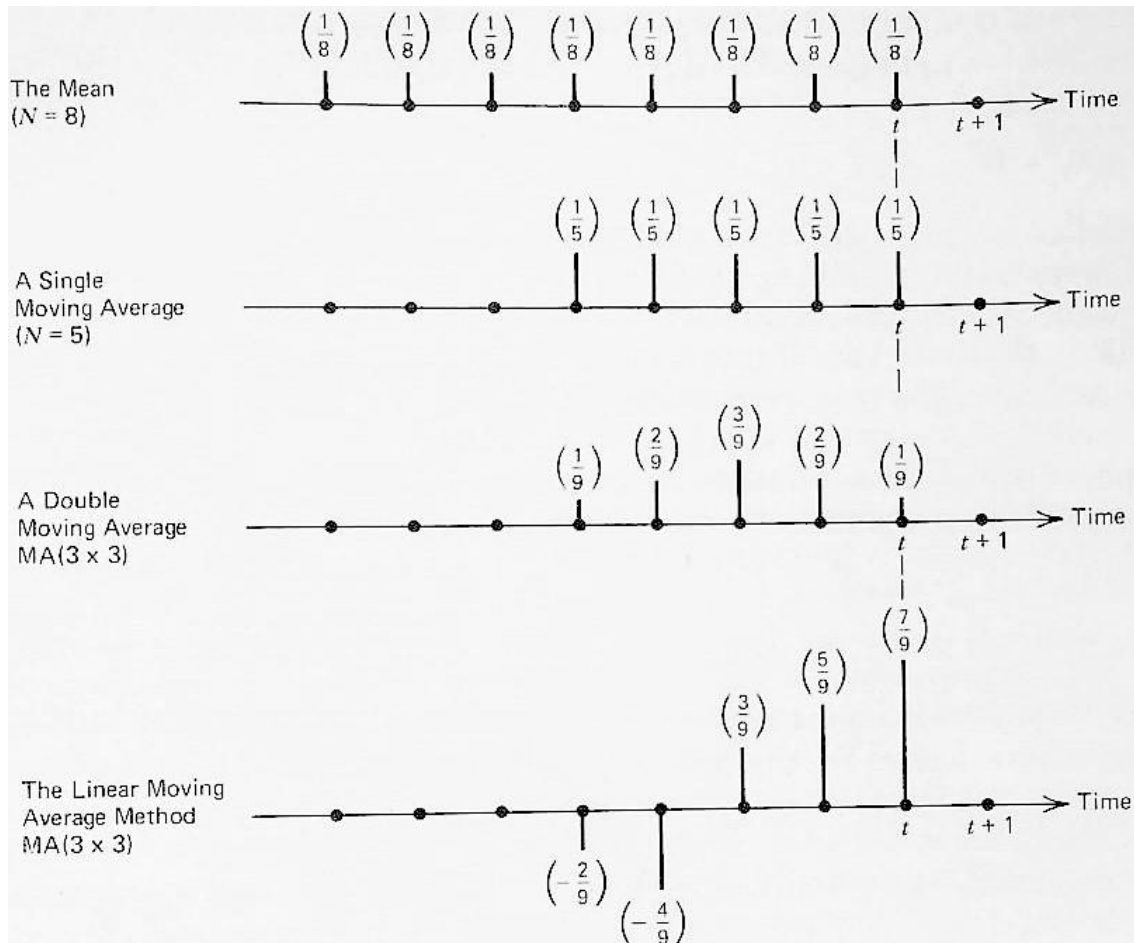 (1/8) (1/8) (1/8) (1/8) (1/8) (1/8) (1/8) (1/8)
The Mean
(N = 8)
Time
t t + 1
(1/5) (1/5) (1/5) (1/5) (1/5)
A Single
Moving Average
(N = 5)
Time
t t + 1
(1/9) (2/9) (3/9) (2/9) (1/9)
A Double
Moving Average
MA(3 x 3)
Time
t t + 1
(3/9) (5/9) (7/9)
The Linear Moving
Average Method
MA(3 x 3)
Time
t t + 1
(-2/9) (-4/9)